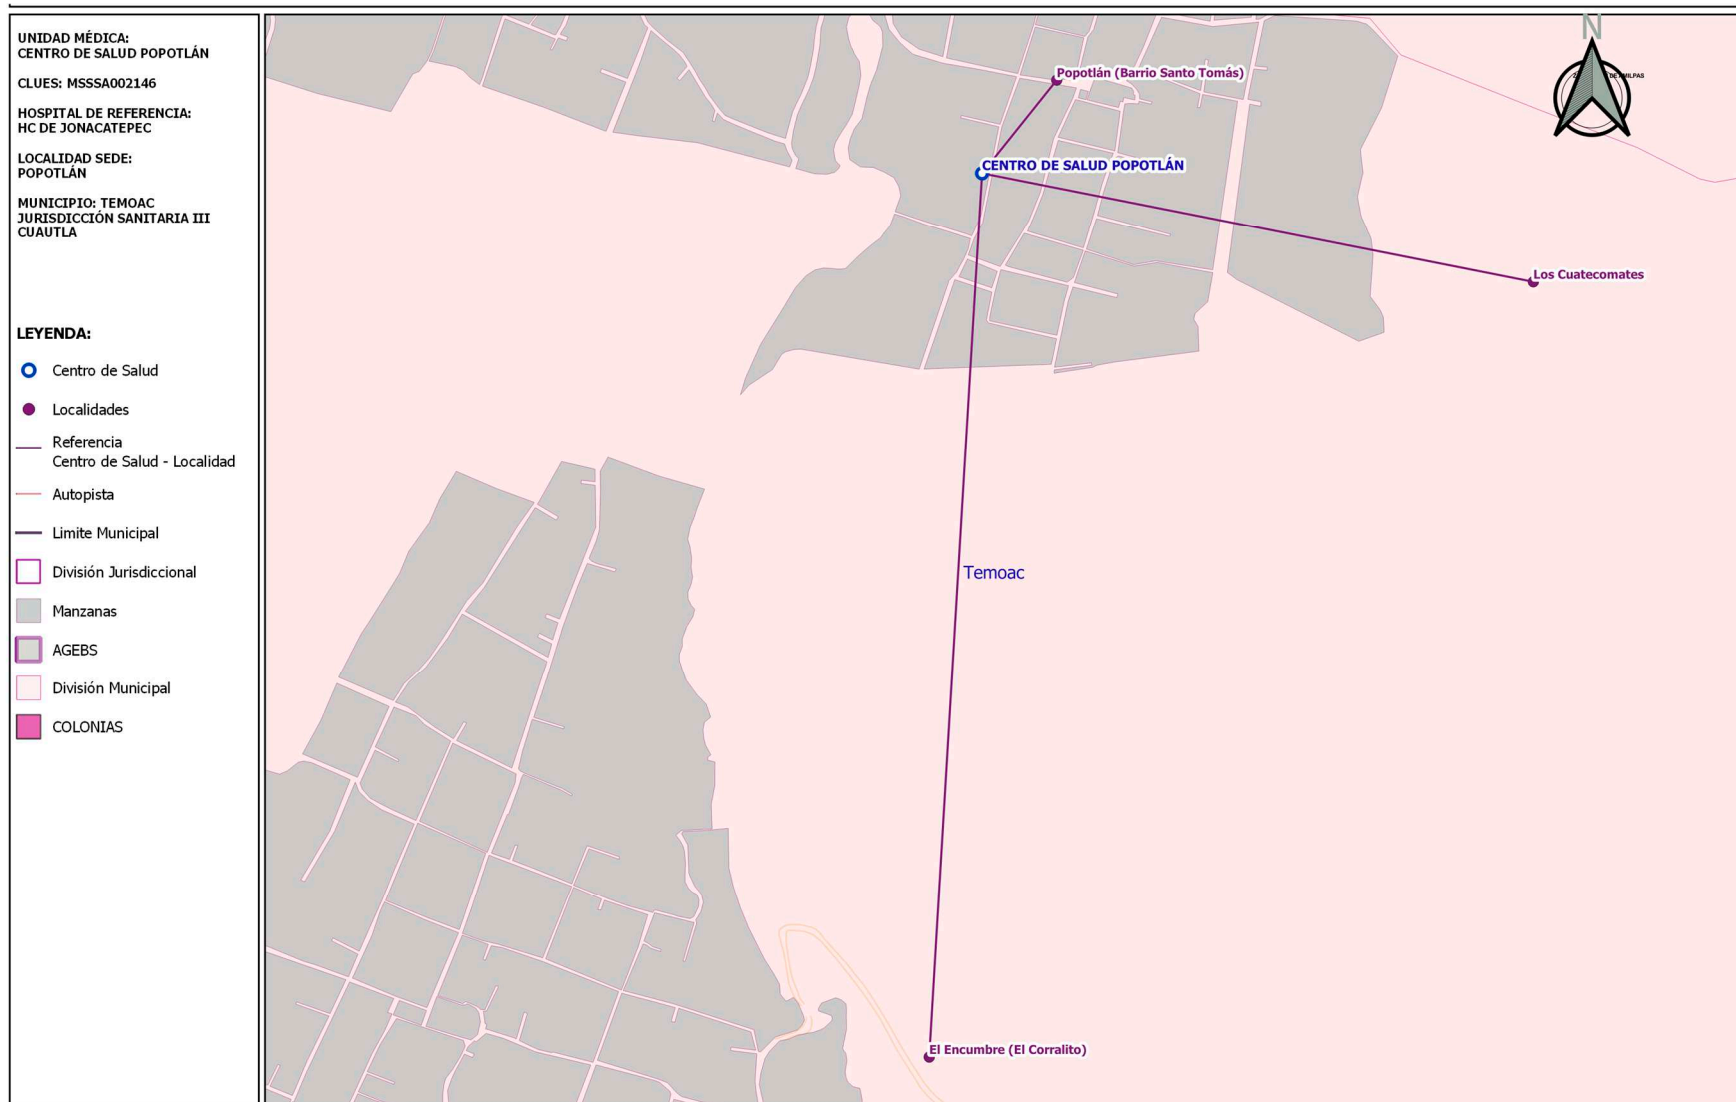 UNIDAD MÉDICA:
CENTRO DE SALUD POPOTLÁN
CLUES: MSSSA002146
HOSPITAL DE REFERENCIA:
HC DE JONACATEPEC
LOCALIDAD SEDE:
POPOTLÁN
MUNICIPIO: TEMOAC
JURISDICCIÓN SANITARIA III
CUAUTLA
LEYENDA:
Centro de Salud
Localidades
Referencia
Centro de Salud - Localidad
Autopista
Limite Municipal
División Jurisdiccional
Manzanas
AGEBS
División Municipal
COLONIAS
N
Popotlán (Barrio Santo Tomás)
CENTRO DE SALUD POPOTLÁN
Los Cuatecomates
Temoac
El Encumbre (El Corralito)